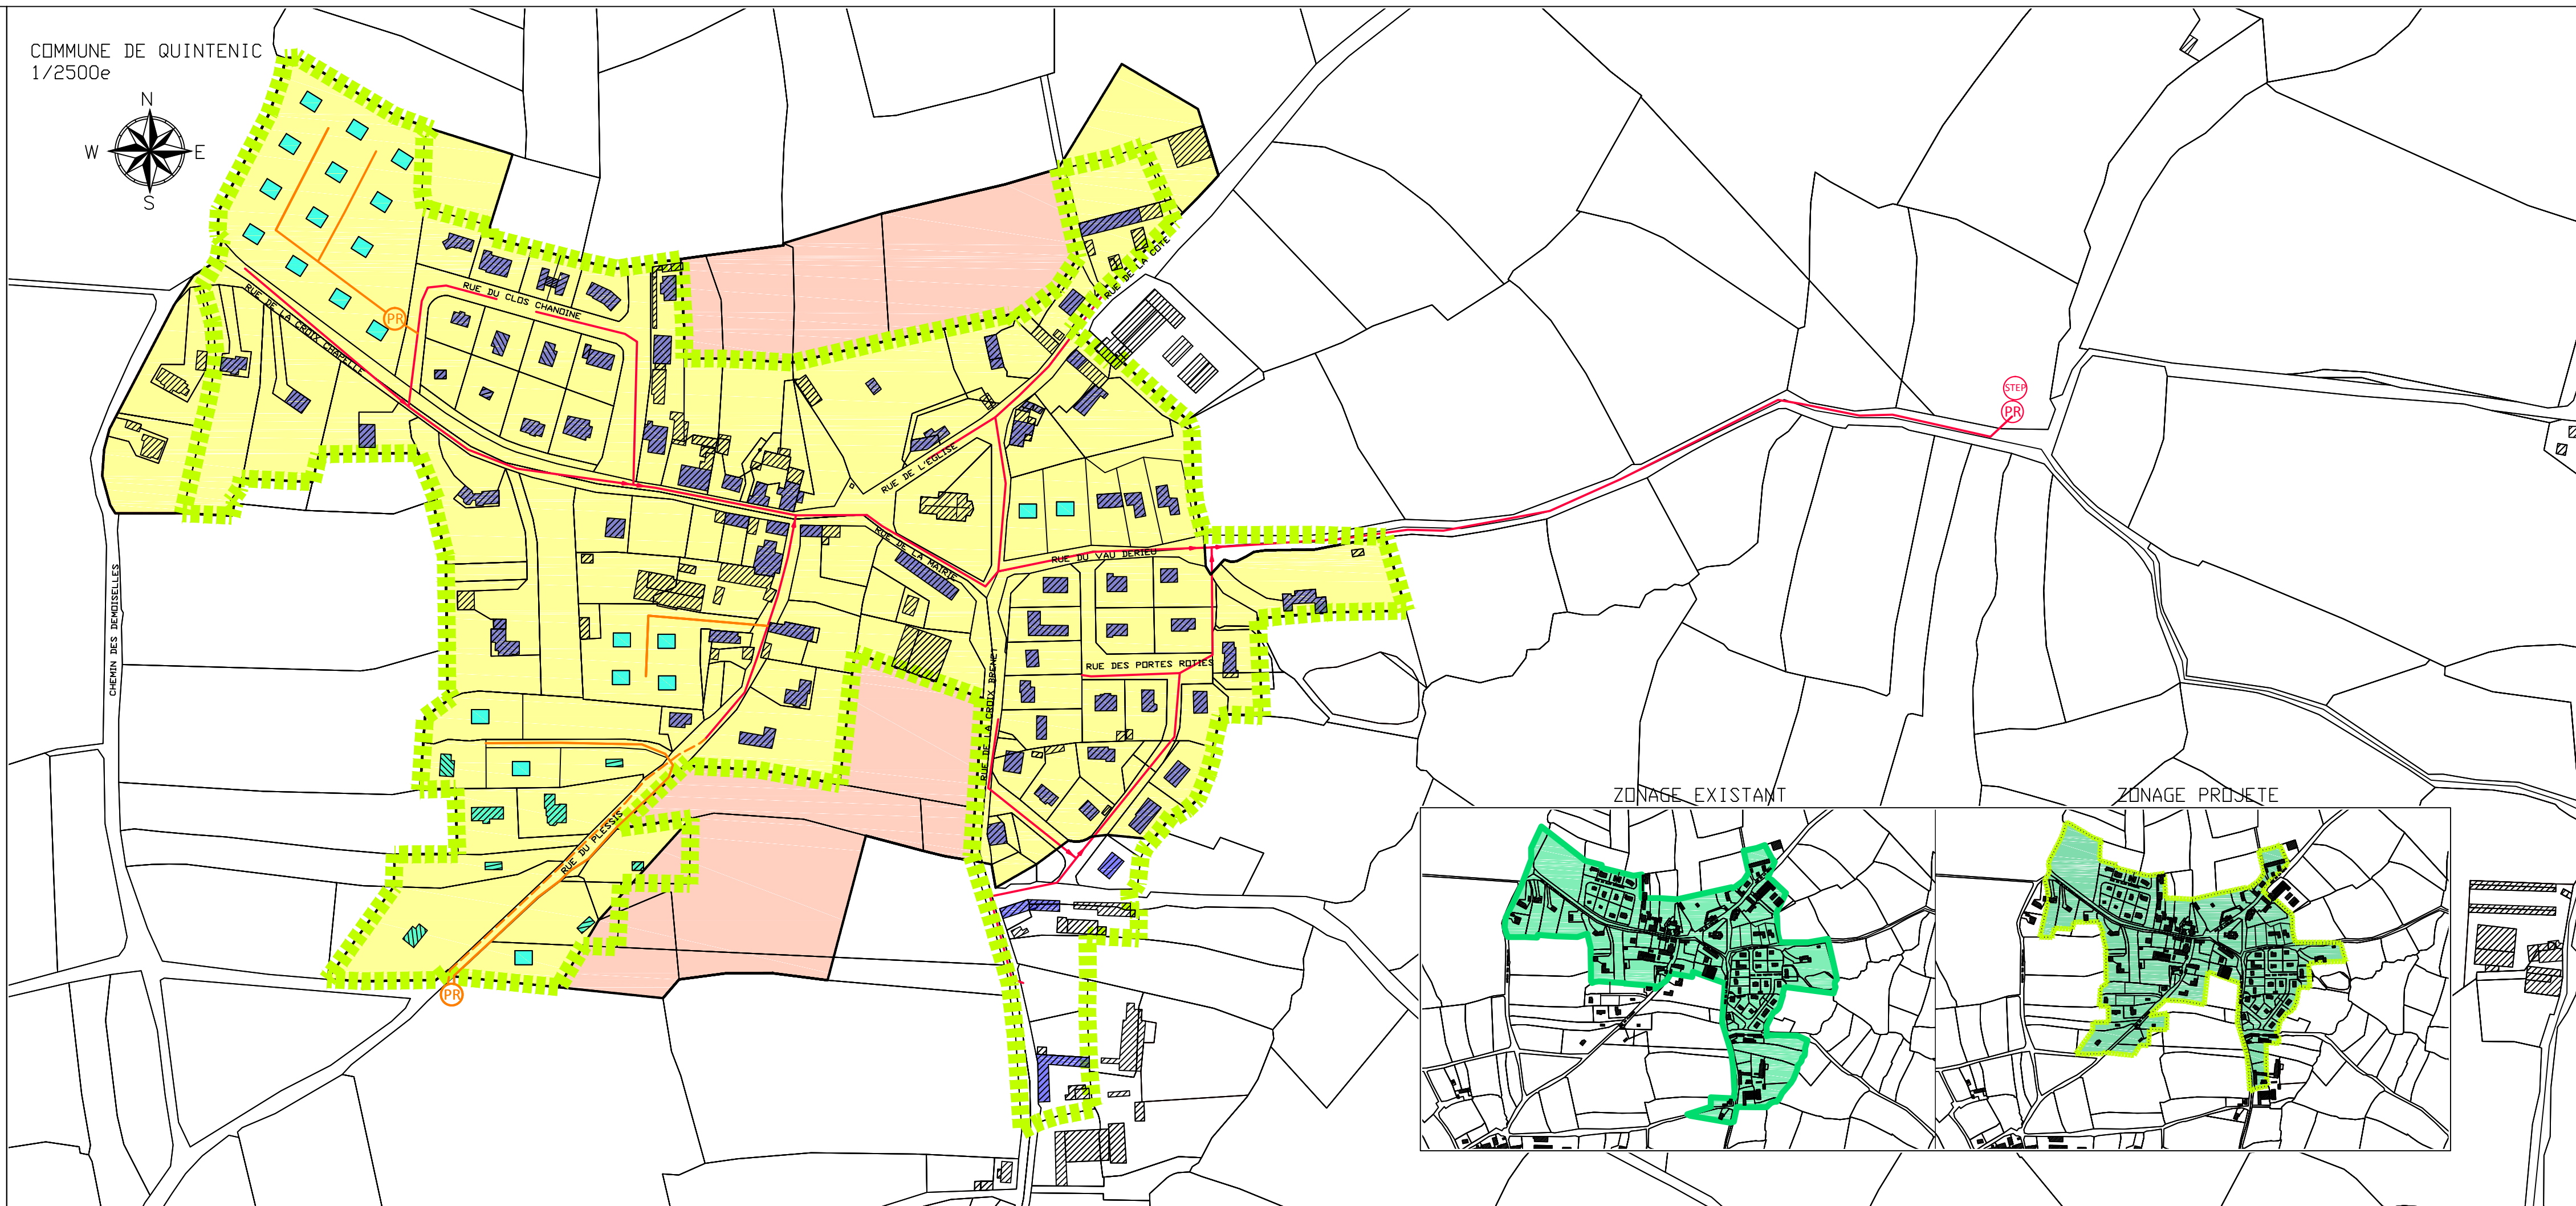 COMMUNE DE QUINTENIC
1/2500e
N
W
E
S
RUE DE LA COTE
RUE DU CLOS CHANOINE
RUE DE LA CROIX CHAPELLE
PR
STEP
PR
RUE DE L'EGLISE
RUE DE LA MAIRIE
RUE DU VAU DERIEU
CHEMIN DES DEMOISELLES
RUE DES PORTES ROTIES
RUE DE LA CROIX BRENET
RUE DU PLESSIS
PR
ZONAGE EXISTANT
ZONAGE PROJETE